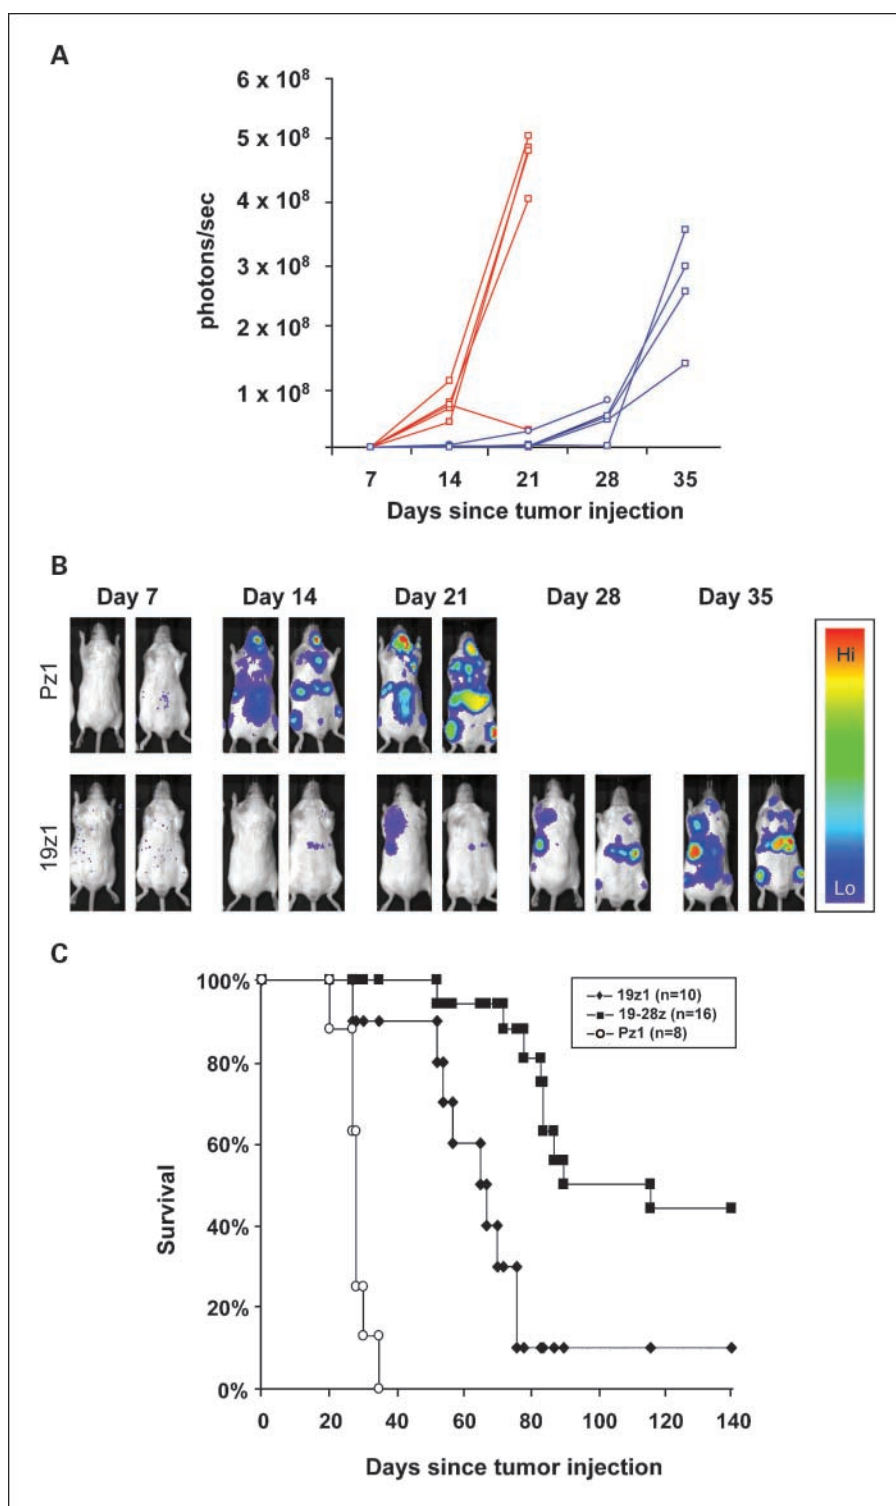 A
6 x 10⁸
5 x 10⁸
4 x 10⁸
3 x 10⁸
2 x 10⁸
1 x 10⁸
photons/sec
7 14 21 28 35
Days since tumor injection
B
Day 7 Day 14 Day 21 Day 28 Day 35
Pz1
19z1
Hi
Lo
C
100%
80%
60%
40%
20%
0%
Survival
19z1 (n=10)
19-28z (n=16)
Pz1 (n=8)
0 20 40 60 80 100 120 140
Days since tumor injection